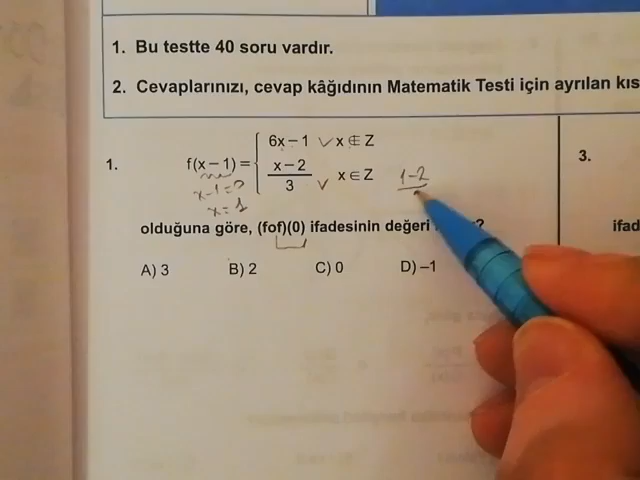 1. Bu testte 40 soru vardır.
2. Cevaplarınızı, cevap kâğıdının Matematik Testi için ayrılan kıs
1.
6x – 1 ✓ x ∉ Z
f(x – 1) =
x – 2
3
✓ x ∈ Z
1-2
x-1=0
x=1
olduğuna göre, (fof)(0) ifadesinin değeri ?
A) 3 B) 2 C) 0 D) –1
3.
ifad